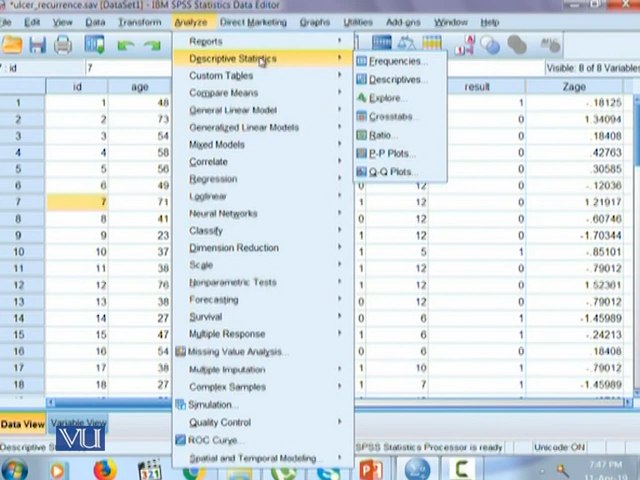 *ulcer_recurrence.sav [DataSet1] - IBM SPSS Statistics Data Editor
Edit View Data Transform Analyze Direct Marketing Graphs Utilities Add-ons Window Help
: id 7 Visible: 8 of 8 Variables
Reports
Descriptive Statistics
Custom Tables
Compare Means
General Linear Model
Generalized Linear Models
Mixed Models
Correlate
Regression
Loglinear
Neural Networks
Classify
Dimension Reduction
Scale
Nonparametric Tests
Forecasting
Survival
Multiple Response
Missing Value Analysis...
Multiple Imputation
Complex Samples
Simulation...
Quality Control
ROC Curve...
Spatial and Temporal Modeling...
Frequencies...
Descriptives...
Explore...
Crosstabs...
Ratio...
P-P Plots...
Q-Q Plots...
id age result Zage
1 1 48 1 -.18125
2 2 73 0 1.34094
3 3 54 0 .18408
4 4 58 0 .42763
5 5 56 0 .30585
6 6 49 0 12 0 -.12036
7 7 71 1 12 0 1.21917
8 8 41 0 12 0 -.60746
9 9 23 0 12 0 -1.70344
10 10 37 1 5 1 -.85101
11 11 38 1 12 0 -.79012
12 12 76 1 12 0 1.52361
13 13 38 0 12 0 -.79012
14 14 27 0 6 1 -1.45989
15 15 47 1 6 1 -.24213
16 16 54 0 6 0 .18408
17 17 38 1 10 1 -.79012
18 18 27 1 7 1 -1.45989
Data View Variable View
VU
Descriptive S SPSS Statistics Processor is ready Unicode:ON
7:47 PM
11-Apr-19